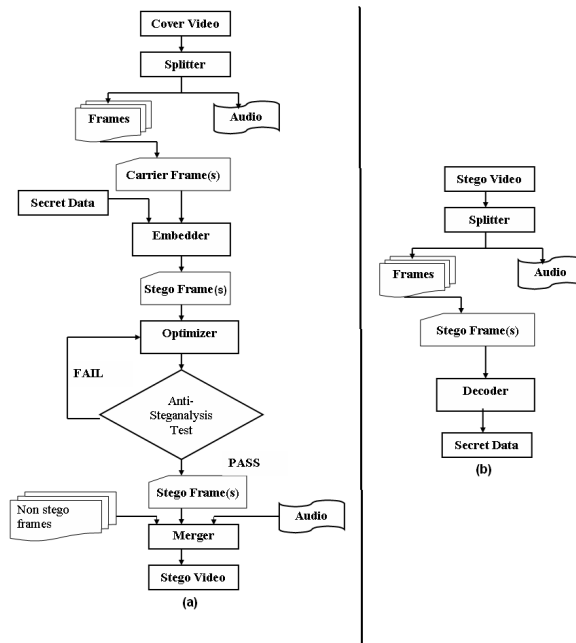 Cover Video
Splitter
Frames
Audio
Carrier Frame(s)
Secret Data
Embedder
Stego Frame(s)
Optimizer
FAIL
Anti-
Steganalysis
Test
PASS
Stego Frame(s)
Non stego
frames
Audio
Merger
Stego Video
(a)
Stego Video
Splitter
Frames
Audio
Stego Frame(s)
Decoder
Secret Data
(b)